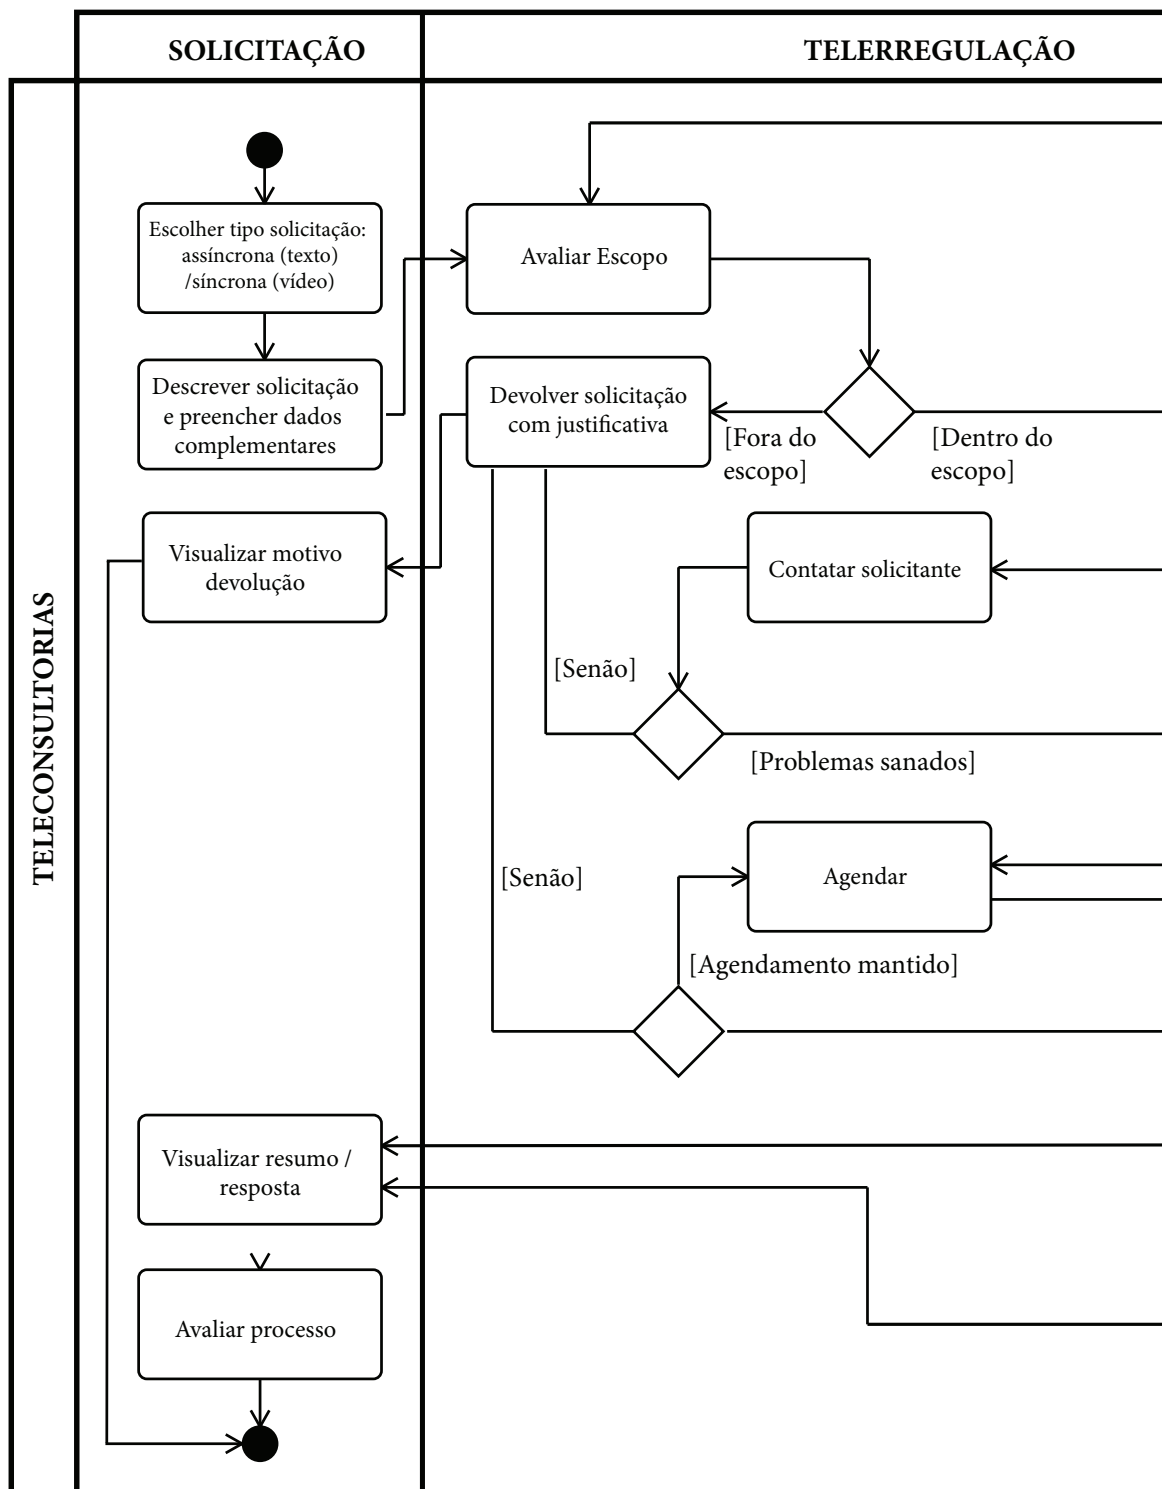 SOLICITAÇÃO
TELERREGULAÇÃO
TELECONSULTORIAS
Escolher tipo solicitação:
assíncrona (texto)
/síncrona (vídeo)
Avaliar Escopo
Descrever solicitação
e preencher dados
complementares
Devolver solicitação
com justificativa
[Fora do
escopo]
[Dentro do
escopo]
Visualizar motivo
devolução
Contatar solicitante
[Senão]
[Problemas sanados]
[Senão]
Agendar
[Agendamento mantido]
Visualizar resumo /
resposta
Avaliar processo